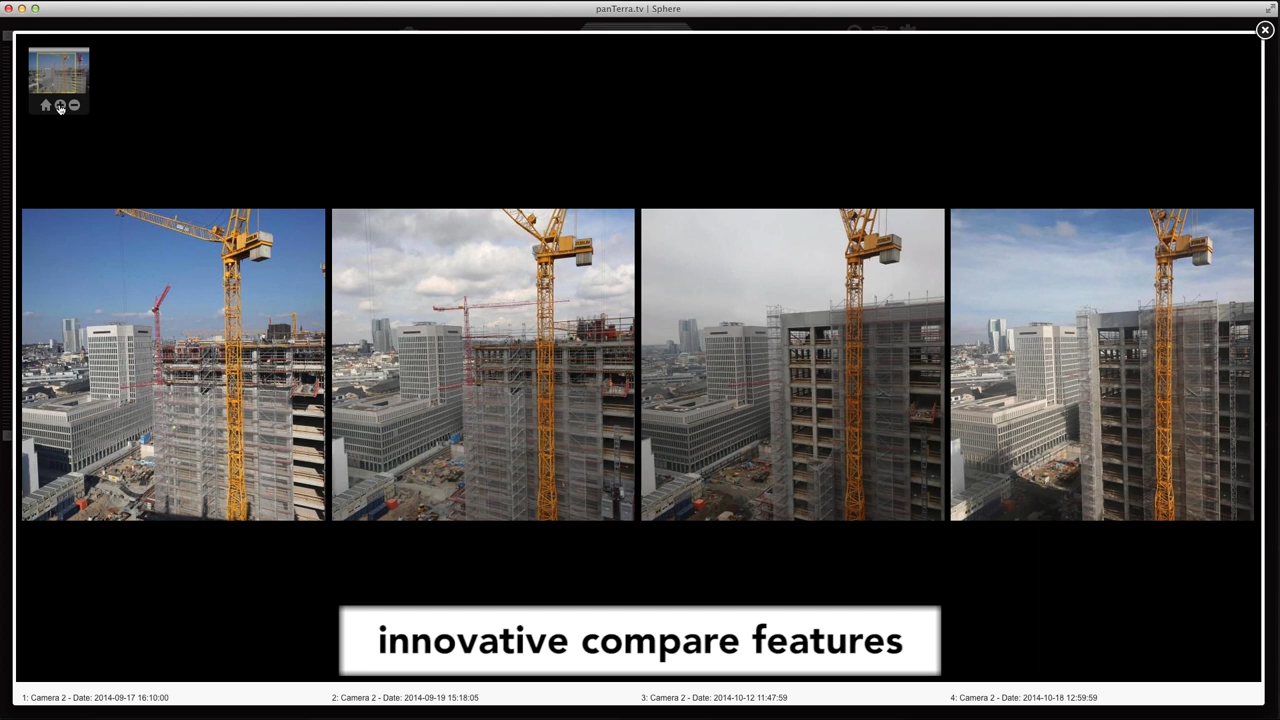 panTerra.tv | Sphere
innovative compare features
1: Camera 2 - Date: 2014-09-17 16:10:00
2: Camera 2 - Date: 2014-09-19 15:18:05
3: Camera 2 - Date: 2014-10-12 11:47:59
4: Camera 2 - Date: 2014-10-18 12:59:59